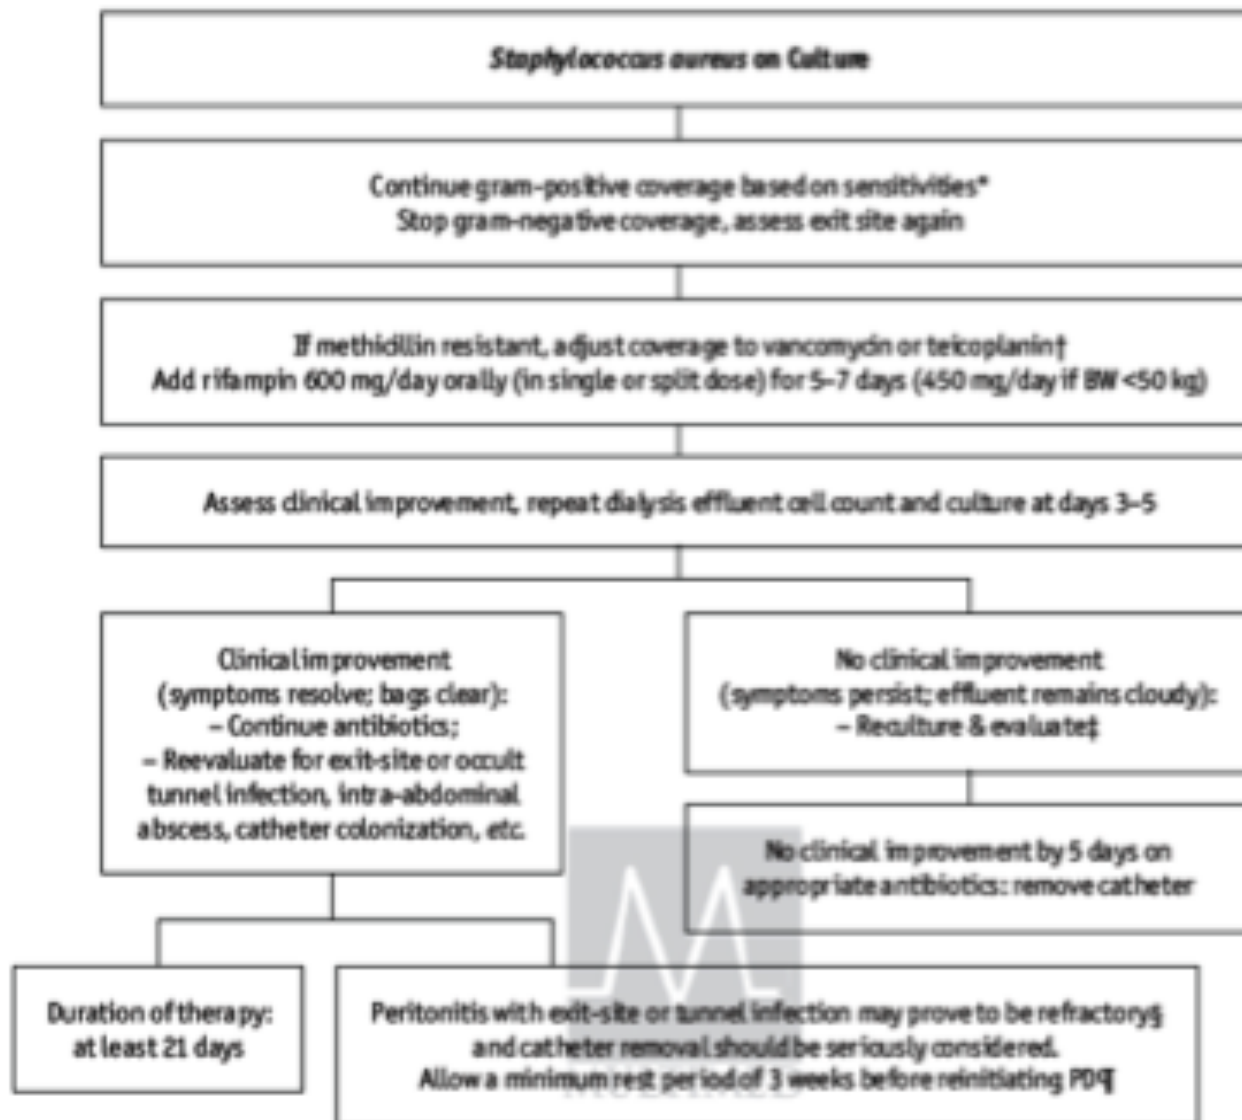 Staphylococcus aureus on Culture
Continue gram-positive coverage based on sensitivities*
Stop gram-negative coverage, assess exit site again
If methicillin resistant, adjust coverage to vancomycin or teicoplanin†
Add rifampin 600 mg/day orally (in single or split dose) for 5–7 days (450 mg/day if BW <50 kg)
Assess clinical improvement, repeat dialysis effluent cell count and culture at days 3–5
Clinical improvement
(symptoms resolve; bags clear):
– Continue antibiotics;
– Reevaluate for exit-site or occult
tunnel infection, intra-abdominal
abscess, catheter colonization, etc.
No clinical improvement
(symptoms persist; effluent remains cloudy):
– Reculture & evaluate‡
No clinical improvement by 5 days on
appropriate antibiotics: remove catheter
Duration of therapy:
at least 21 days
Peritonitis with exit-site or tunnel infection may prove to be refractory§
and catheter removal should be seriously considered.
Allow a minimum rest period of 3 weeks before reinitiating PD¶